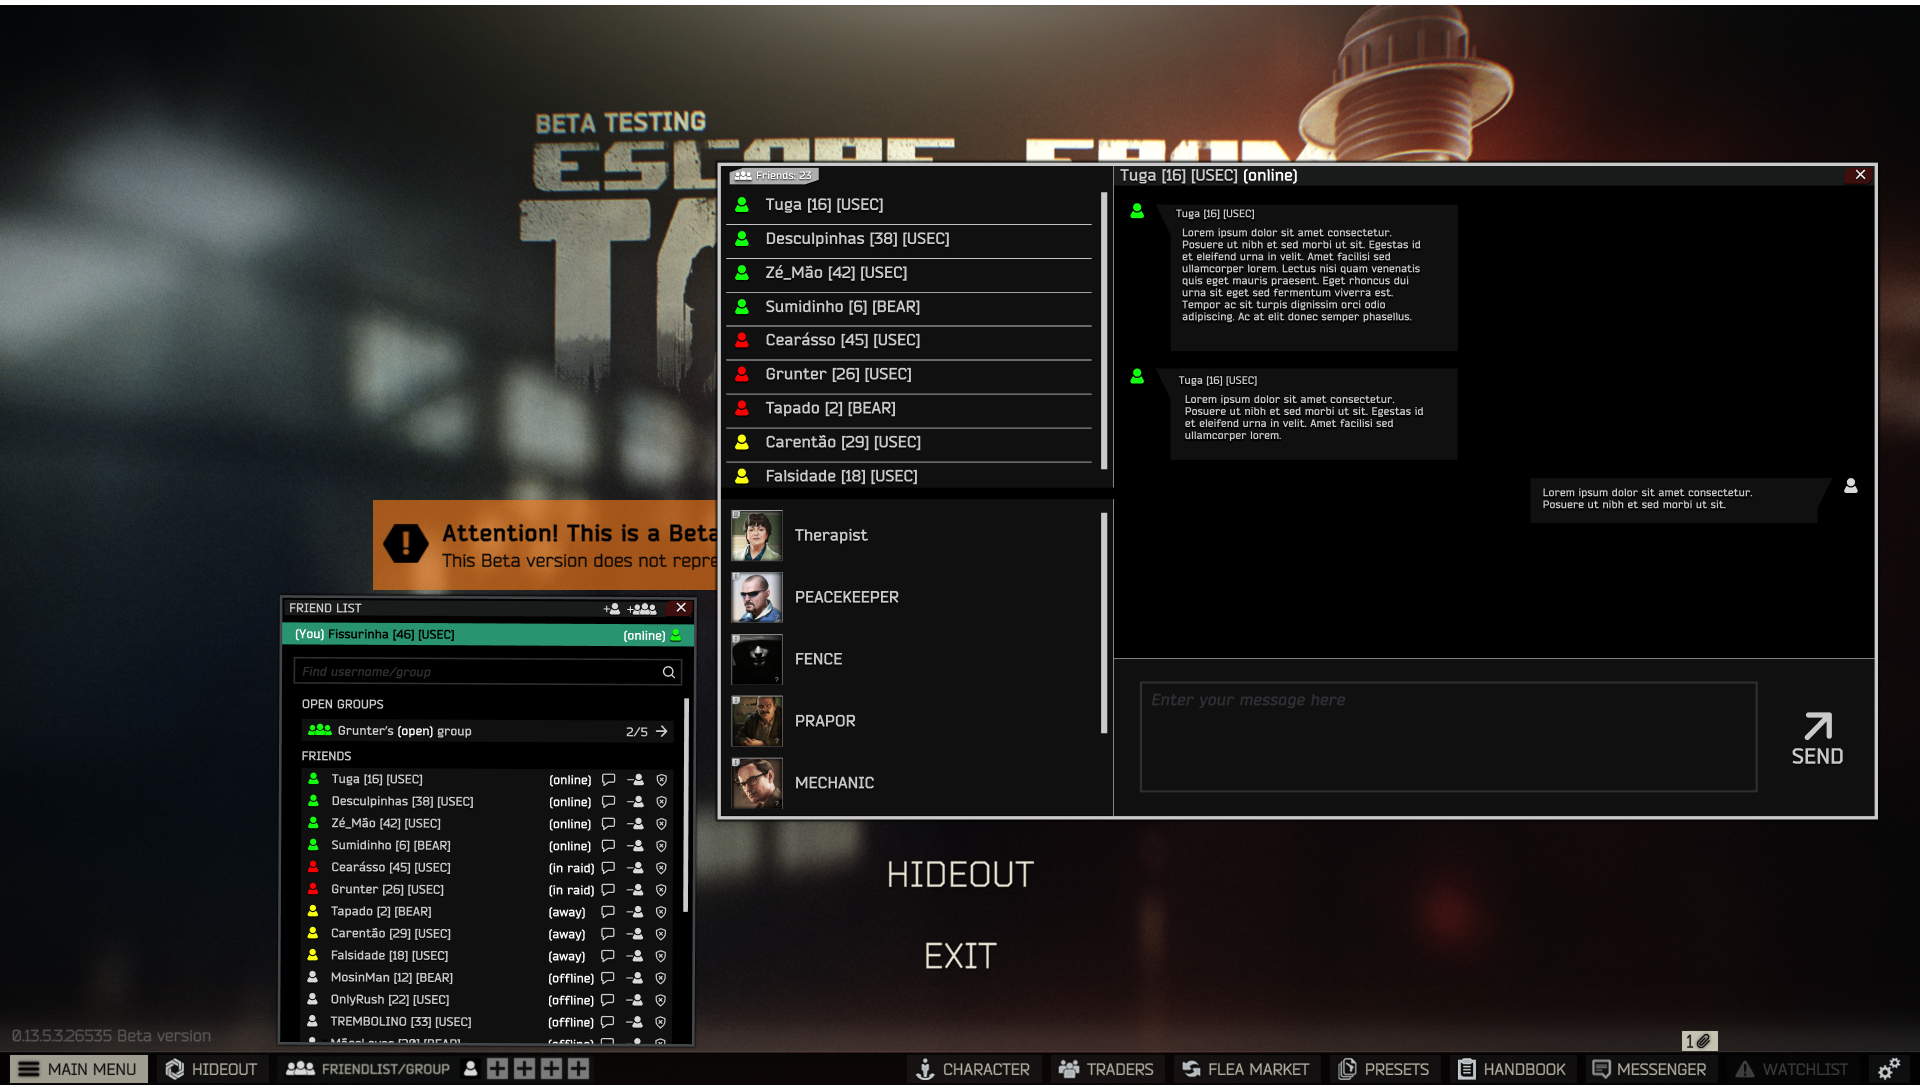 BETA TESTING
ESCAPE FROM
Friends: 23
Tuga [16] [USEC]
Desculpinhas [38] [USEC]
Zé_Mão [42] [USEC]
Sumidinho [6] [BEAR]
Cearásso [45] [USEC]
Grunter [26] [USEC]
Tapado [2] [BEAR]
Carentão [29] [USEC]
Falsidade [18] [USEC]
Therapist
PEACEKEEPER
FENCE
PRAPOR
MECHANIC
Tuga [16] [USEC] (online)
Tuga [16] [USEC]
Lorem ipsum dolor sit amet consectetur.
Posuere ut nibh et sed morbi ut sit. Egestas id
et eleifend urna in velit. Amet facilisi sed
ullamcorper lorem. Lectus nisi quam venenatis
quis eget mauris praesent. Eget rhoncus dui
urna sit eget sed fermentum viverra est.
Tempor ac sit turpis dignissim orci odio
adipiscing. Ac at elit donec semper phasellus.
Tuga [16] [USEC]
Lorem ipsum dolor sit amet consectetur.
Posuere ut nibh et sed morbi ut sit. Egestas id
et eleifend urna in velit. Amet facilisi sed
ullamcorper lorem.
Lorem ipsum dolor sit amet consectetur.
Posuere ut nibh et sed morbi ut sit.
Enter your message here
SEND
Attention! This is a Beta
This Beta version does not repre
FRIEND LIST
(You) Fissurinha [46] [USEC] (online)
Find username/group
OPEN GROUPS
Grunter's (open) group 2/5
FRIENDS
Tuga [16] [USEC] (online)
Desculpinhas [38] [USEC] (online)
Zé_Mão [42] [USEC] (online)
Sumidinho [6] [BEAR] (online)
Cearásso [45] [USEC] (in raid)
Grunter [26] [USEC] (in raid)
Tapado [2] [BEAR] (away)
Carentão [29] [USEC] (away)
Falsidade [18] [USEC] (away)
MosinMan [12] [BEAR] (offline)
OnlyRush [22] [USEC] (offline)
TREMBOLINO [33] [USEC] (offline)
HIDEOUT
EXIT
0.13.5.3.26535 Beta version
1
MAIN MENU
HIDEOUT
FRIENDLIST/GROUP
CHARACTER
TRADERS
FLEA MARKET
PRESETS
HANDBOOK
MESSENGER
WATCHLIST